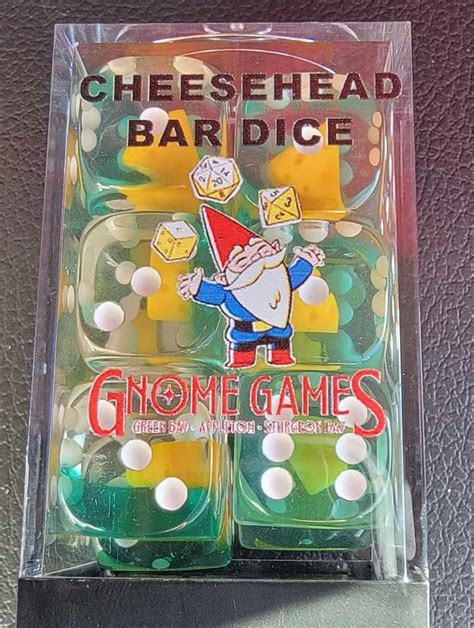 CHEESEHEAD
BAR DICE
GNOME GAMES
GREEN BAY • APPLETON • STURGEON BAY